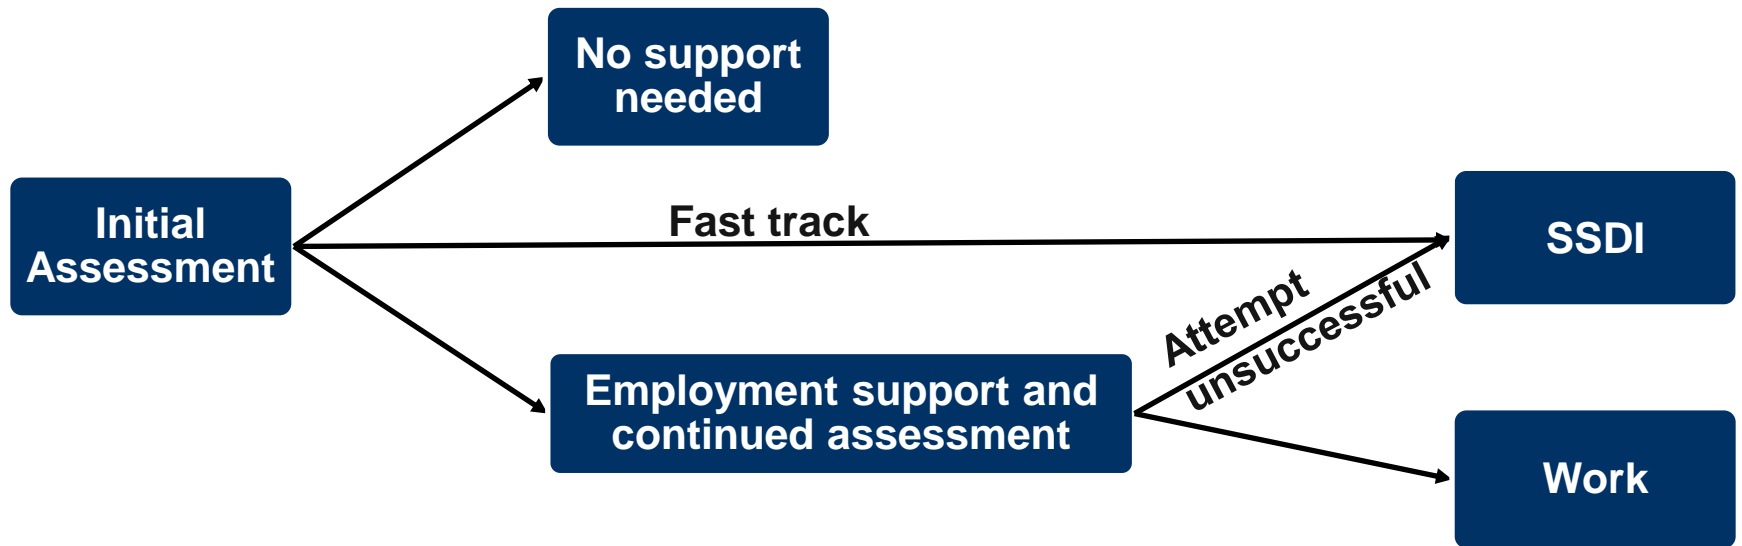 No support
needed
Initial
Assessment
Fast track
SSDI
Attempt
unsuccessful
Employment support and
continued assessment
Work